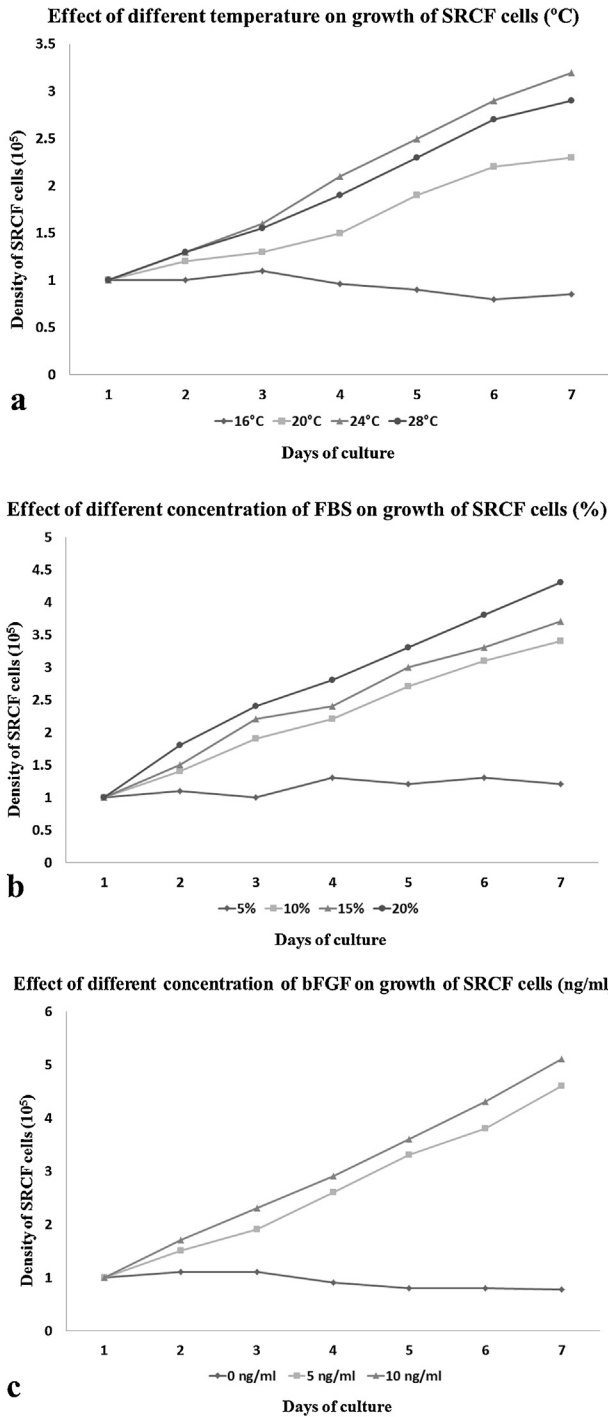 Effect of different temperature on growth of SRCF cells (ºC)
Density of SRCF cells (10⁵)
3.5
3
2.5
2
1.5
1
0.5
0
1 2 3 4 5 6 7
16°C 20°C 24°C 28°C
Days of culture
a
Effect of different concentration of FBS on growth of SRCF cells (%)
Density of SRCF cells (10⁵)
5
4.5
4
3.5
3
2.5
2
1.5
1
0.5
0
1 2 3 4 5 6 7
5% 10% 15% 20%
Days of culture
b
Effect of different concentration of bFGF on growth of SRCF cells (ng/ml
Density of SRCF cells (10⁵)
6
5
4
3
2
1
0
1 2 3 4 5 6 7
0 ng/ml 5 ng/ml 10 ng/ml
Days of culture
c